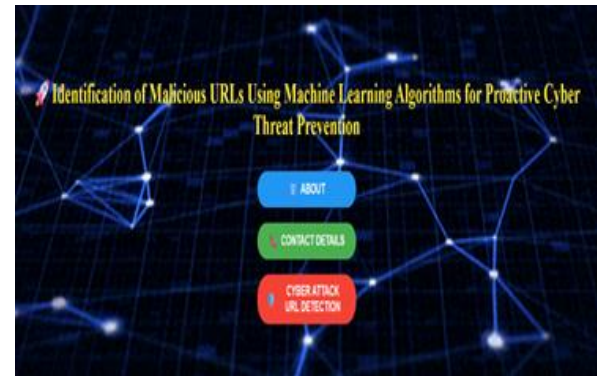 🚀 Identification of Malicious URLs Using Machine Learning Algorithms for Proactive Cyber
Threat Prevention
ABOUT
CONTACT DETAILS
CYBER ATTACK
URL DETECTION